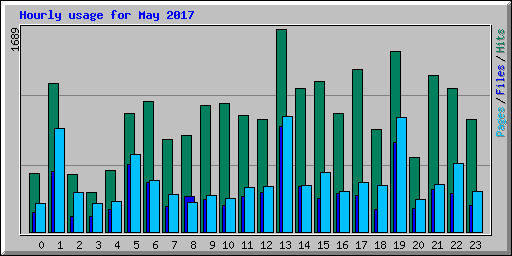 Hourly usage for May 2017
1689
Pages/Files/Hits
0 1 2 3 4 5 6 7 8 9 10 11 12 13 14 15 16 17 18 19 20 21 22 23